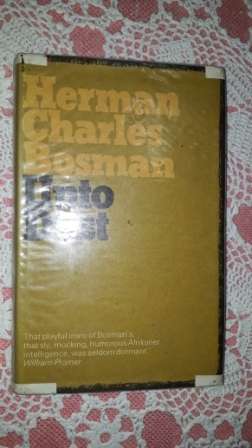 Herman
Charles
Bosman
Unto
Dust
That playful irony of Bosman's,
that sly, mocking, humorous Afrikaner
intelligence, was seldom dormant
William Plomer